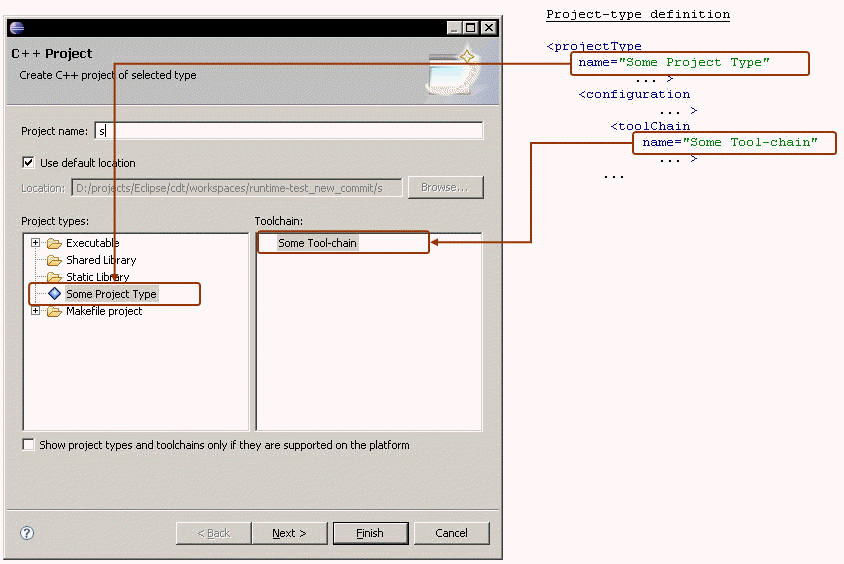 C++ Project
Create C++ project of selected type
Project name: s
Use default location
Location: D:/projects/Eclipse/cdt/workspaces/runtime-test_new_commit/s Browse...
Project types:
Executable
Shared Library
Static Library
Some Project Type
Makefile project
Toolchain:
Some Tool-chain
Show project types and toolchains only if they are supported on the platform
? < Back Next > Finish Cancel
Project-type definition
<projectType
name="Some Project Type"
... >
<configuration
... >
<toolChain
name="Some Tool-chain"
... >
...